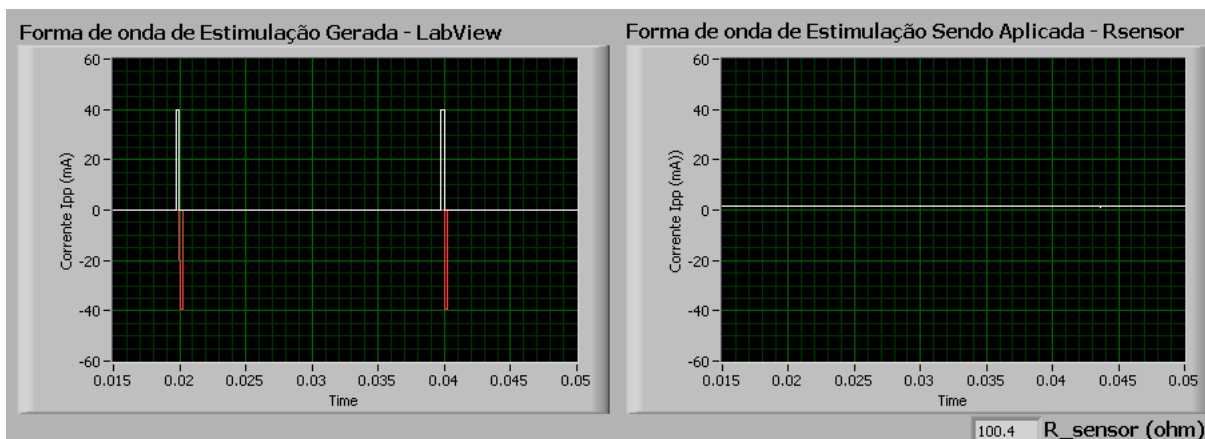 Forma de onda de Estimulação Gerada - LabView
60
40
20
0
-20
-40
-60
Corrente Ipp (mA)
0.015 0.02 0.025 0.03 0.035 0.04 0.045 0.05
Time
Forma de onda de Estimulação Sendo Aplicada - Rsensor
60
40
20
0
-20
-40
-60
Corrente Ipp (mA))
0.015 0.02 0.025 0.03 0.035 0.04 0.045 0.05
Time
100.4 R_sensor (ohm)